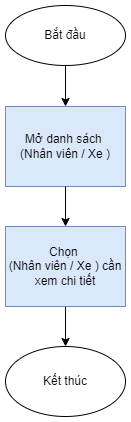 Bắt đầu
Mở danh sách
(Nhân viên / Xe )
Chọn
(Nhân viên / Xe ) cần
xem chi tiết
Kết thúc